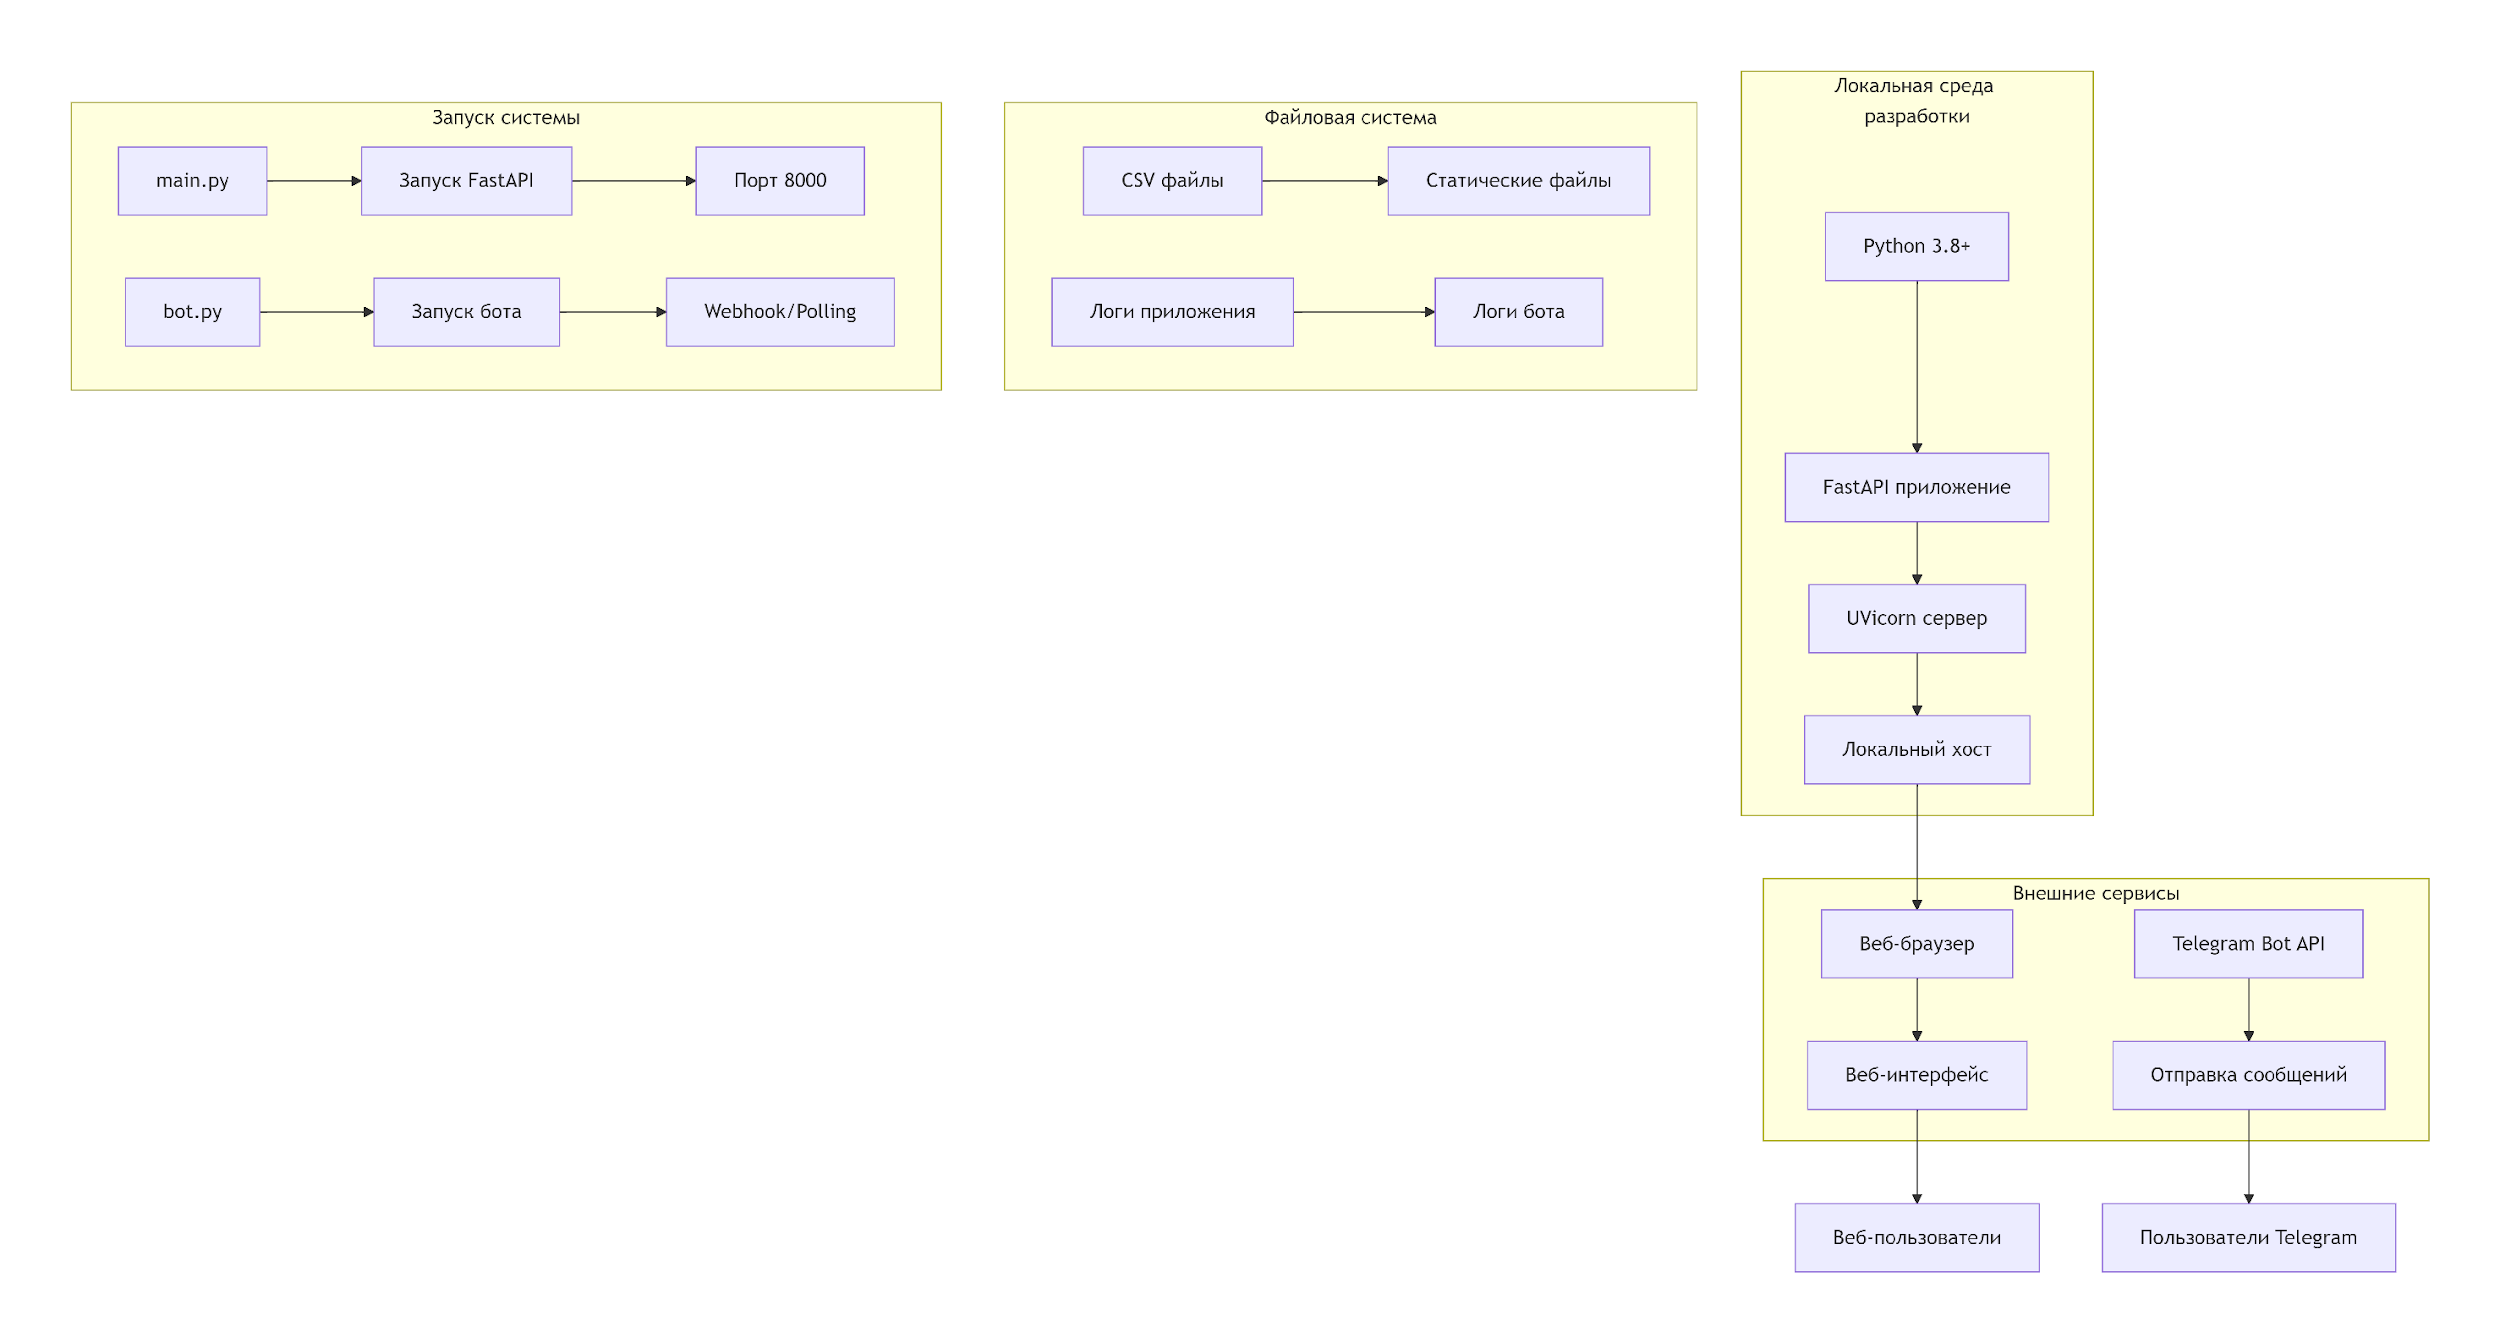 Запуск системы
main.py
Запуск FastAPI
Порт 8000
bot.py
Запуск бота
Webhook/Polling
Файловая система
CSV файлы
Статические файлы
Логи приложения
Логи бота
Локальная среда
разработки
Python 3.8+
FastAPI приложение
UVicorn сервер
Локальный хост
Внешние сервисы
Веб-браузер
Telegram Bot API
Веб-интерфейс
Отправка сообщений
Веб-пользователи
Пользователи Telegram